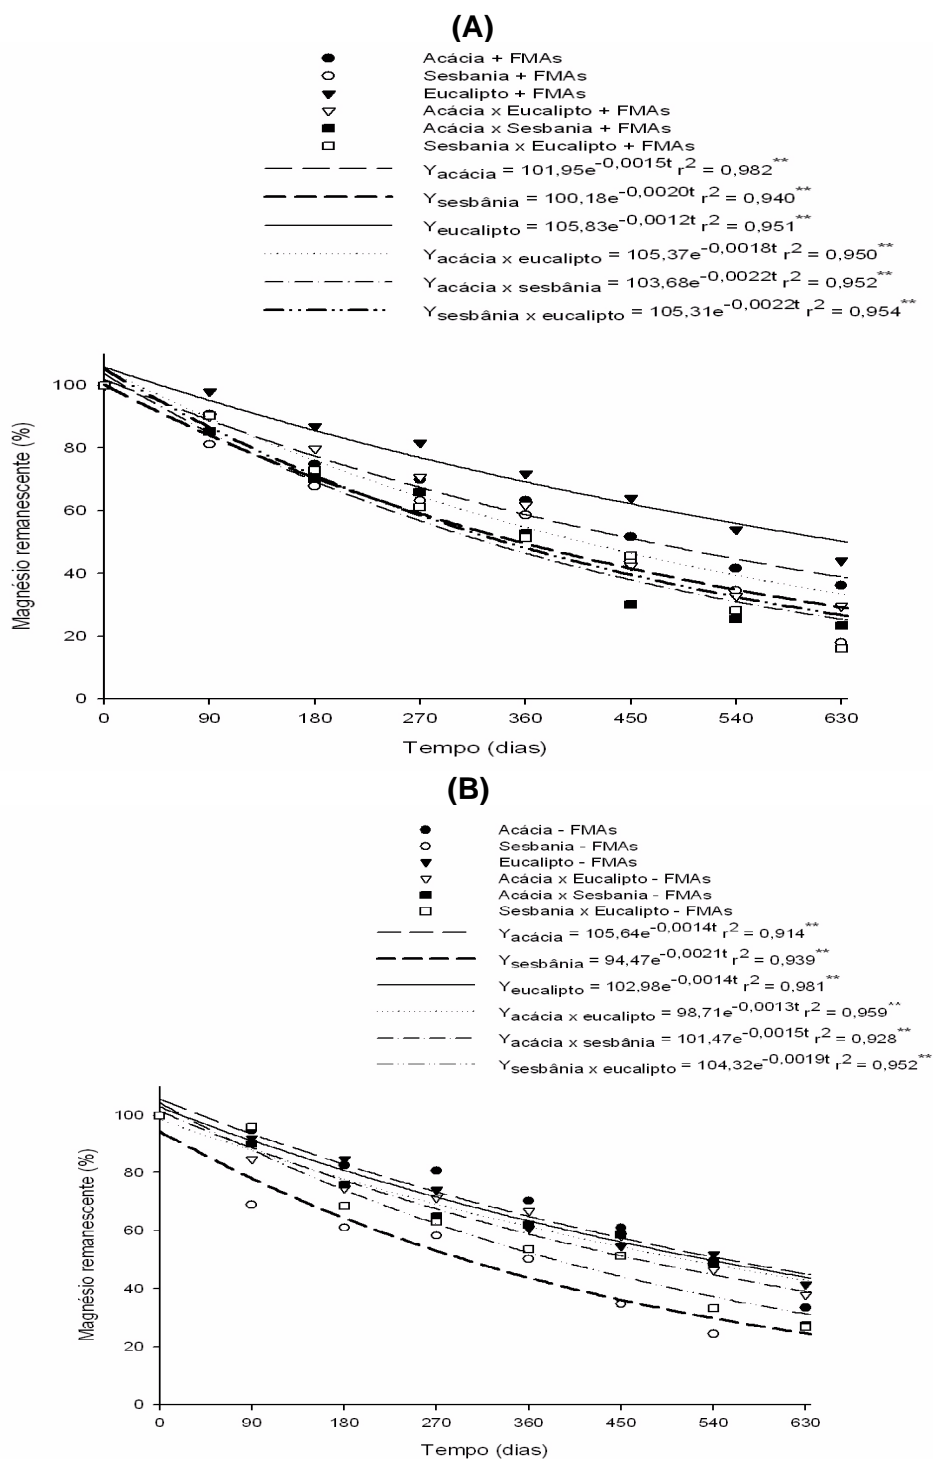 (A)
Acácia + FMAs
Sesbania + FMAs
Eucalipto + FMAs
Acácia x Eucalipto + FMAs
Acácia x Sesbania + FMAs
Sesbania x Eucalipto + FMAs
Yacácia = 101,95e-0,0015t r2 = 0,982**
Ysesbânia = 100,18e-0,0020t r2 = 0,940**
Yeucalipto = 105,83e-0,0012t r2 = 0,951**
Yacácia x eucalipto = 105,37e-0,0018t r2 = 0,950**
Yacácia x sesbânia = 103,68e-0,0022t r2 = 0,952**
Ysesbânia x eucalipto = 105,31e-0,0022t r2 = 0,954**
Magnésio remanescente (%)
100
80
60
40
20
0
0 90 180 270 360 450 540 630
Tempo (dias)
(B)
Acácia - FMAs
Sesbania - FMAs
Eucalipto - FMAs
Acácia x Eucalipto - FMAs
Acácia x Sesbania - FMAs
Sesbania x Eucalipto - FMAs
Yacácia = 105,64e-0,0014t r2 = 0,914**
Ysesbânia = 94,47e-0,0021t r2 = 0,939**
Yeucalipto = 102,98e-0,0014t r2 = 0,981**
Yacácia x eucalipto = 98,71e-0,0013t r2 = 0,959**
Yacácia x sesbânia = 101,47e-0,0015t r2 = 0,928**
Ysesbânia x eucalipto = 104,32e-0,0019t r2 = 0,952**
Magnésio remanescente (%)
100
80
60
40
20
0
0 90 180 270 360 450 540 630
Tempo (dias)